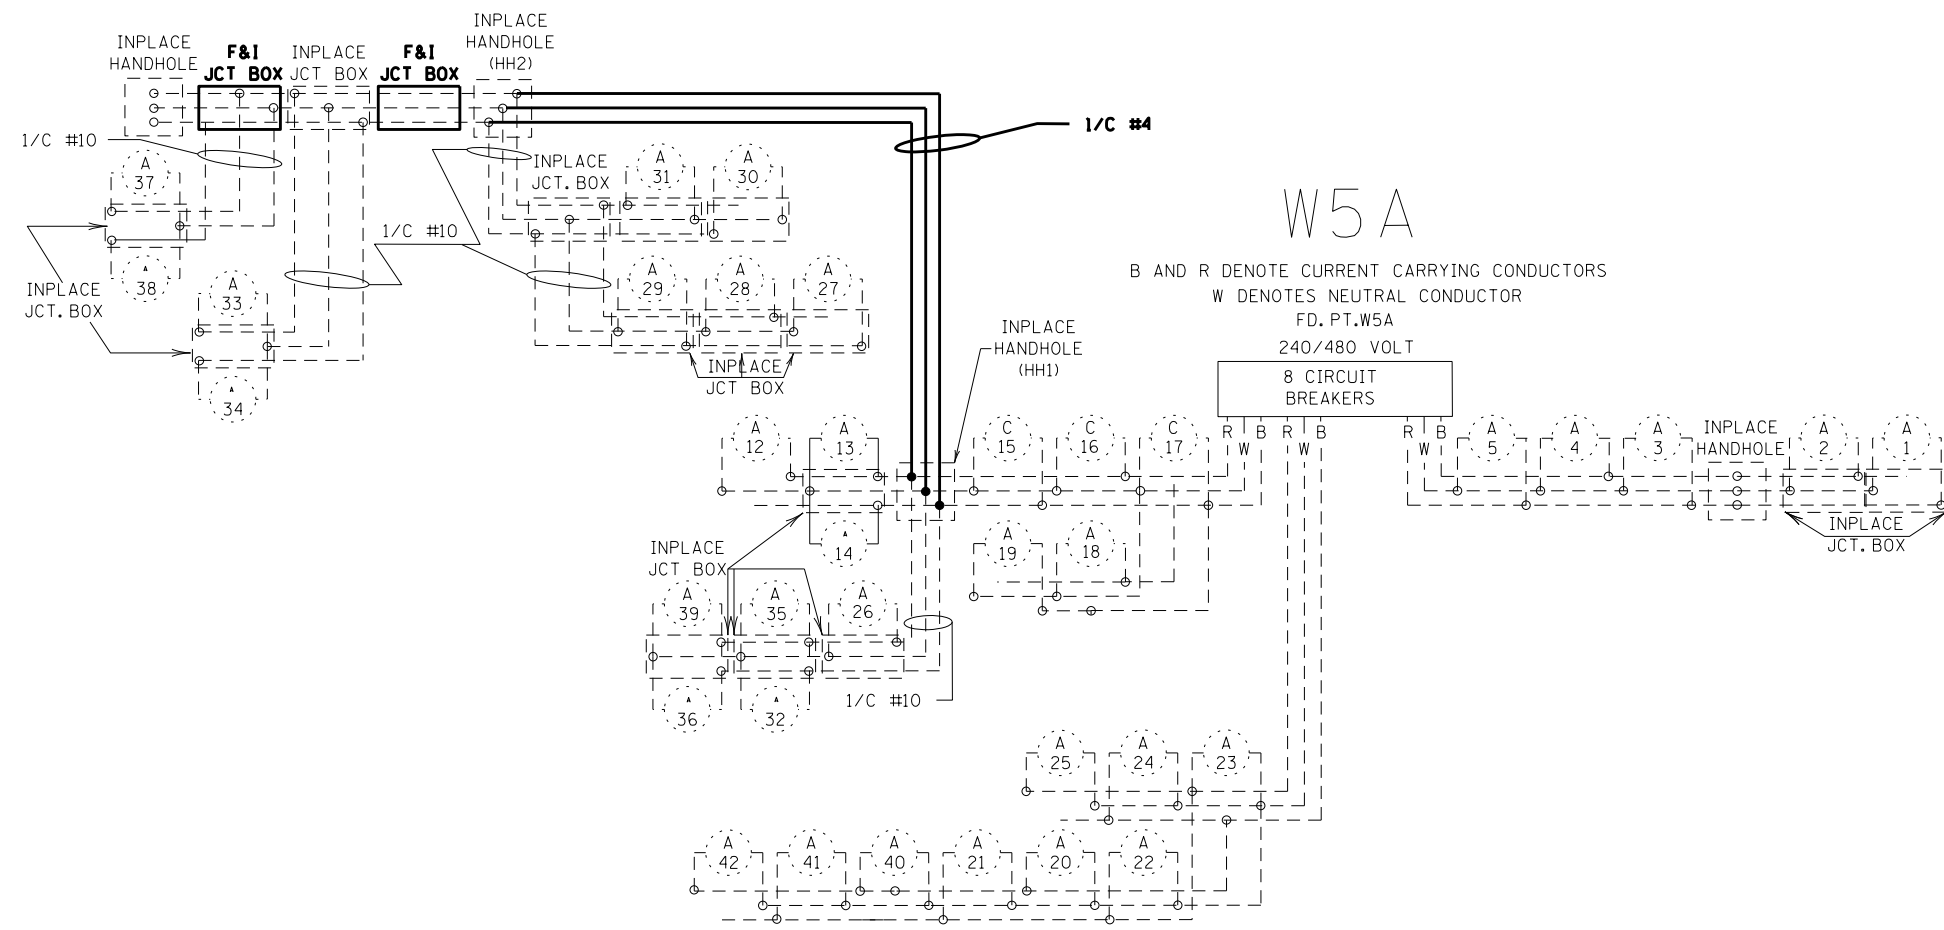 INPLACE
HANDHOLE
F&I
JCT BOX
INPLACE
JCT BOX
F&I
JCT BOX
INPLACE
HANDHOLE
(HH2)
1/C #4
1/C #10
A
37
A
38
INPLACE
JCT.BOX
A
33
A
34
1/C #10
INPLACE
JCT.BOX
A
31
A
30
A
29
A
28
A
27
INPLACE
JCT BOX
W5A
B AND R DENOTE CURRENT CARRYING CONDUCTORS
W DENOTES NEUTRAL CONDUCTOR
FD.PT.W5A
240/480 VOLT
8 CIRCUIT
BREAKERS
INPLACE
HANDHOLE
(HH1)
R
W
B
R
W
B
R
W
B
A
12
A
13
A
14
C
15
C
16
C
17
A
19
A
18
A
5
A
4
A
3
INPLACE
HANDHOLE
A
2
A
1
INPLACE
JCT.BOX
INPLACE
JCT BOX
A
39
A
35
A
26
A
36
A
32
1/C #10
A
25
A
24
A
23
A
42
A
41
A
40
A
21
A
20
A
22